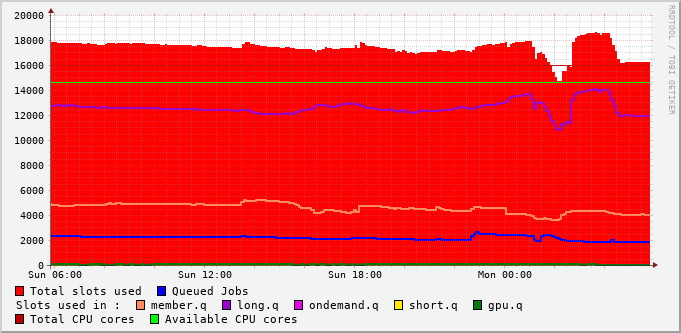 20000
18000
16000
14000
12000
10000
8000
6000
4000
2000
0
Sun 06:00 Sun 12:00 Sun 18:00 Mon 00:00
Total slots used Queued Jobs
Slots used in : member.q long.q ondemand.q short.q gpu.q
Total CPU cores Available CPU cores
RRDTOOL / TOBI OETIKER